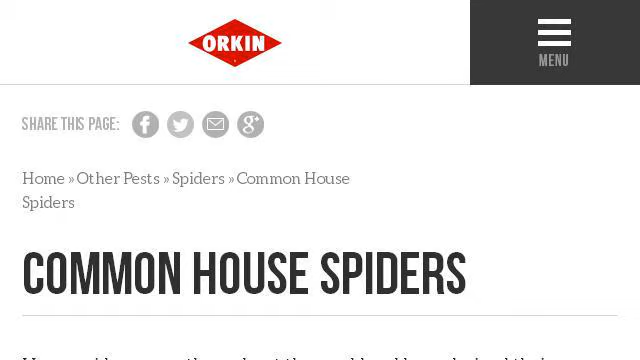 ORKIN
MENU
SHARE THIS PAGE:
Home » Other Pests » Spiders » Common House
Spiders
COMMON HOUSE SPIDERS